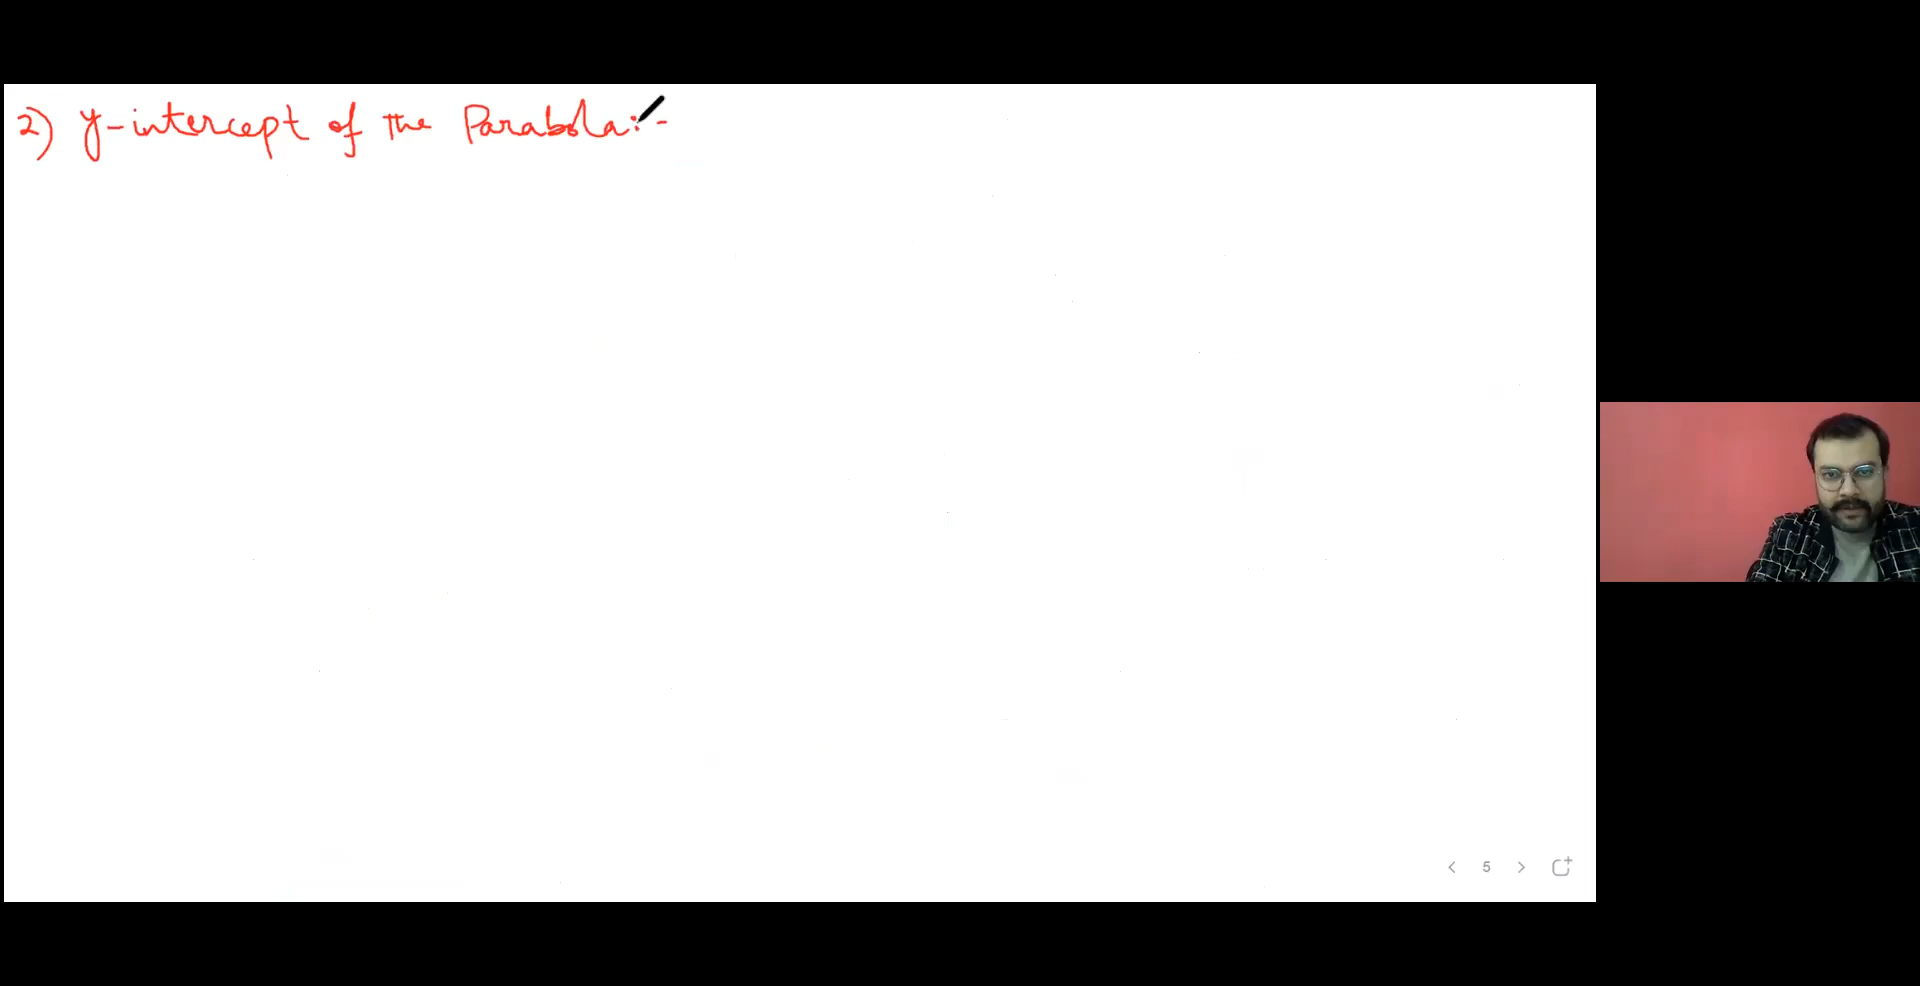 2) y-intercept of the Parabola:-
5